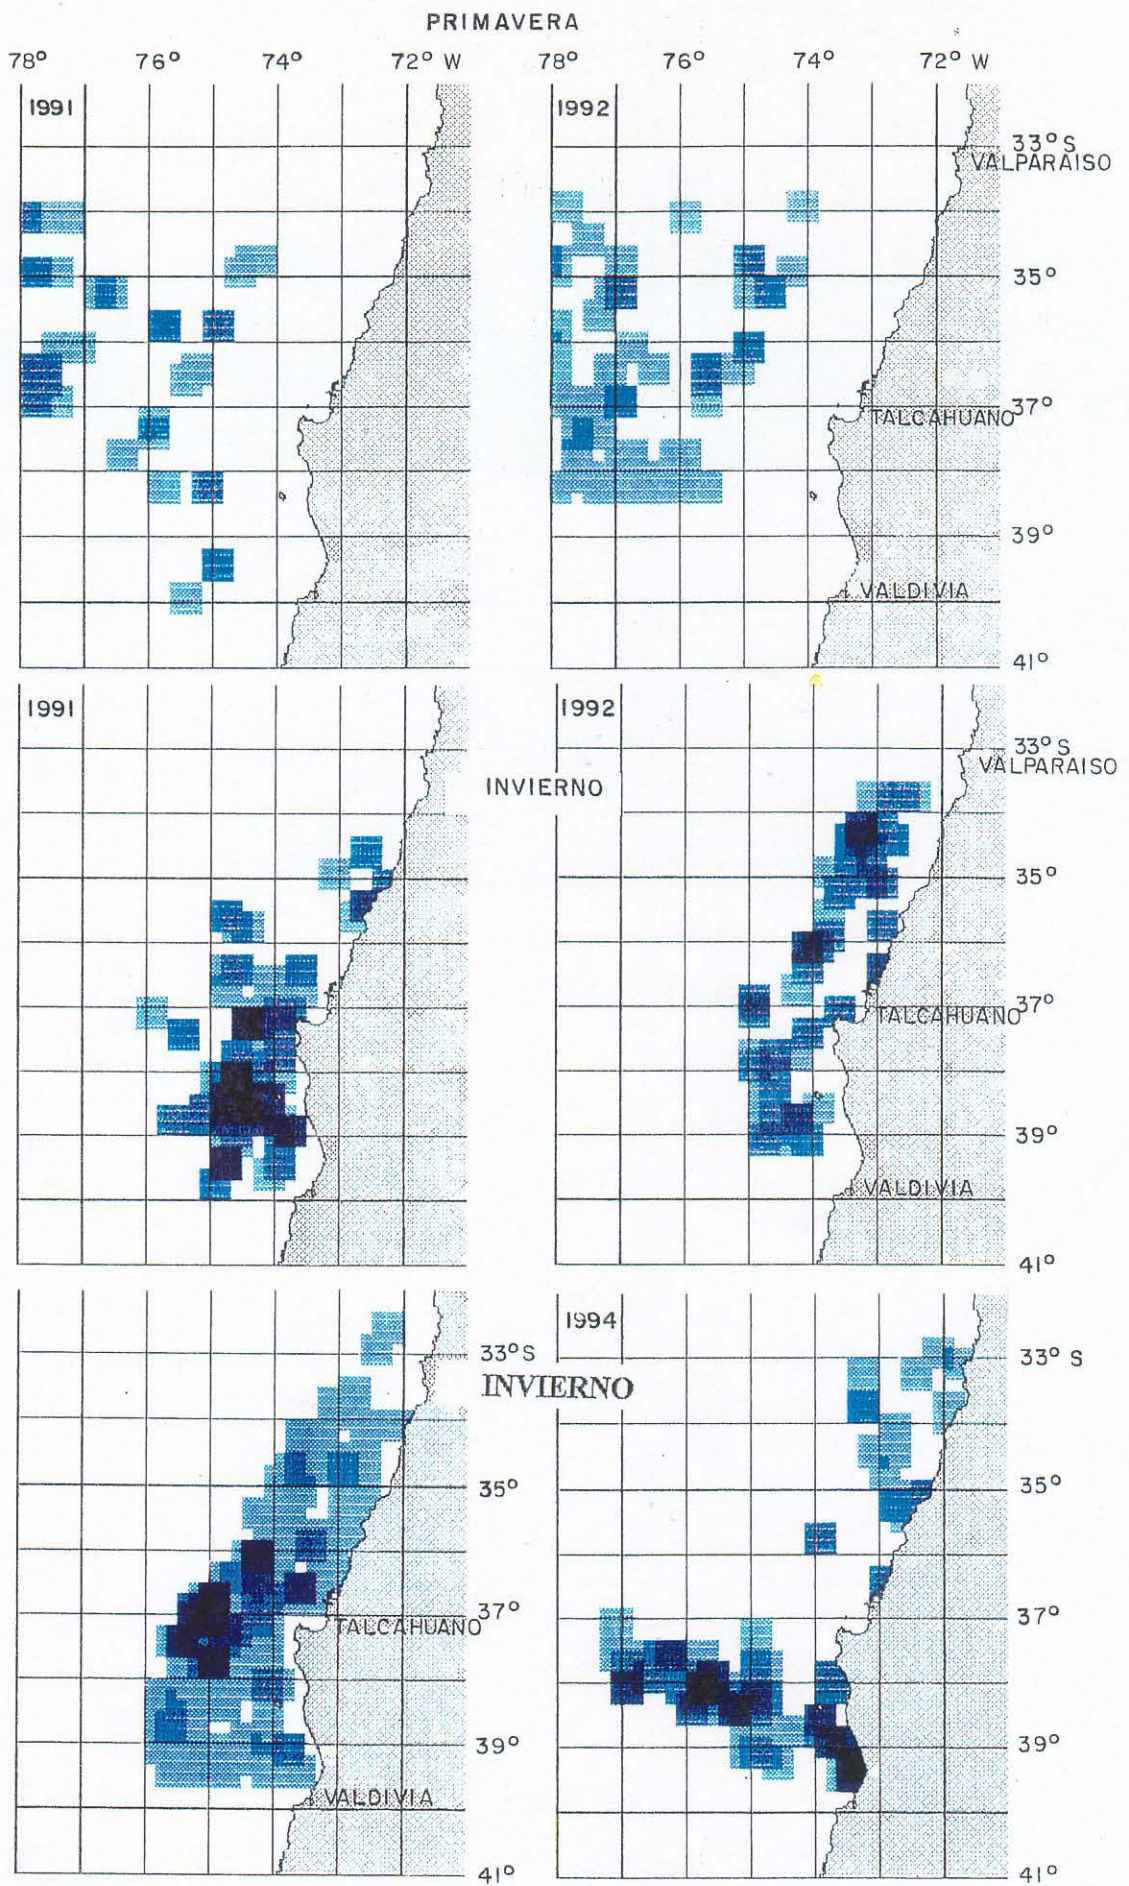 PRIMAVERA
78° 76° 74° 72° W 78° 76° 74° 72° W
1991 1992
33° S
VALPARAISO
35°
37°
TALCAHUANO
39°
VALDIVIA
41°
1991 1992
33° S
VALPARAISO
INVIERNO
35°
37°
TALCAHUANO
39°
VALDIVIA
41°
1994
33° S 33° S
INVIERNO
35° 35°
37° 37°
TALCAHUANO
39° 39°
VALDIVIA
41° 41°